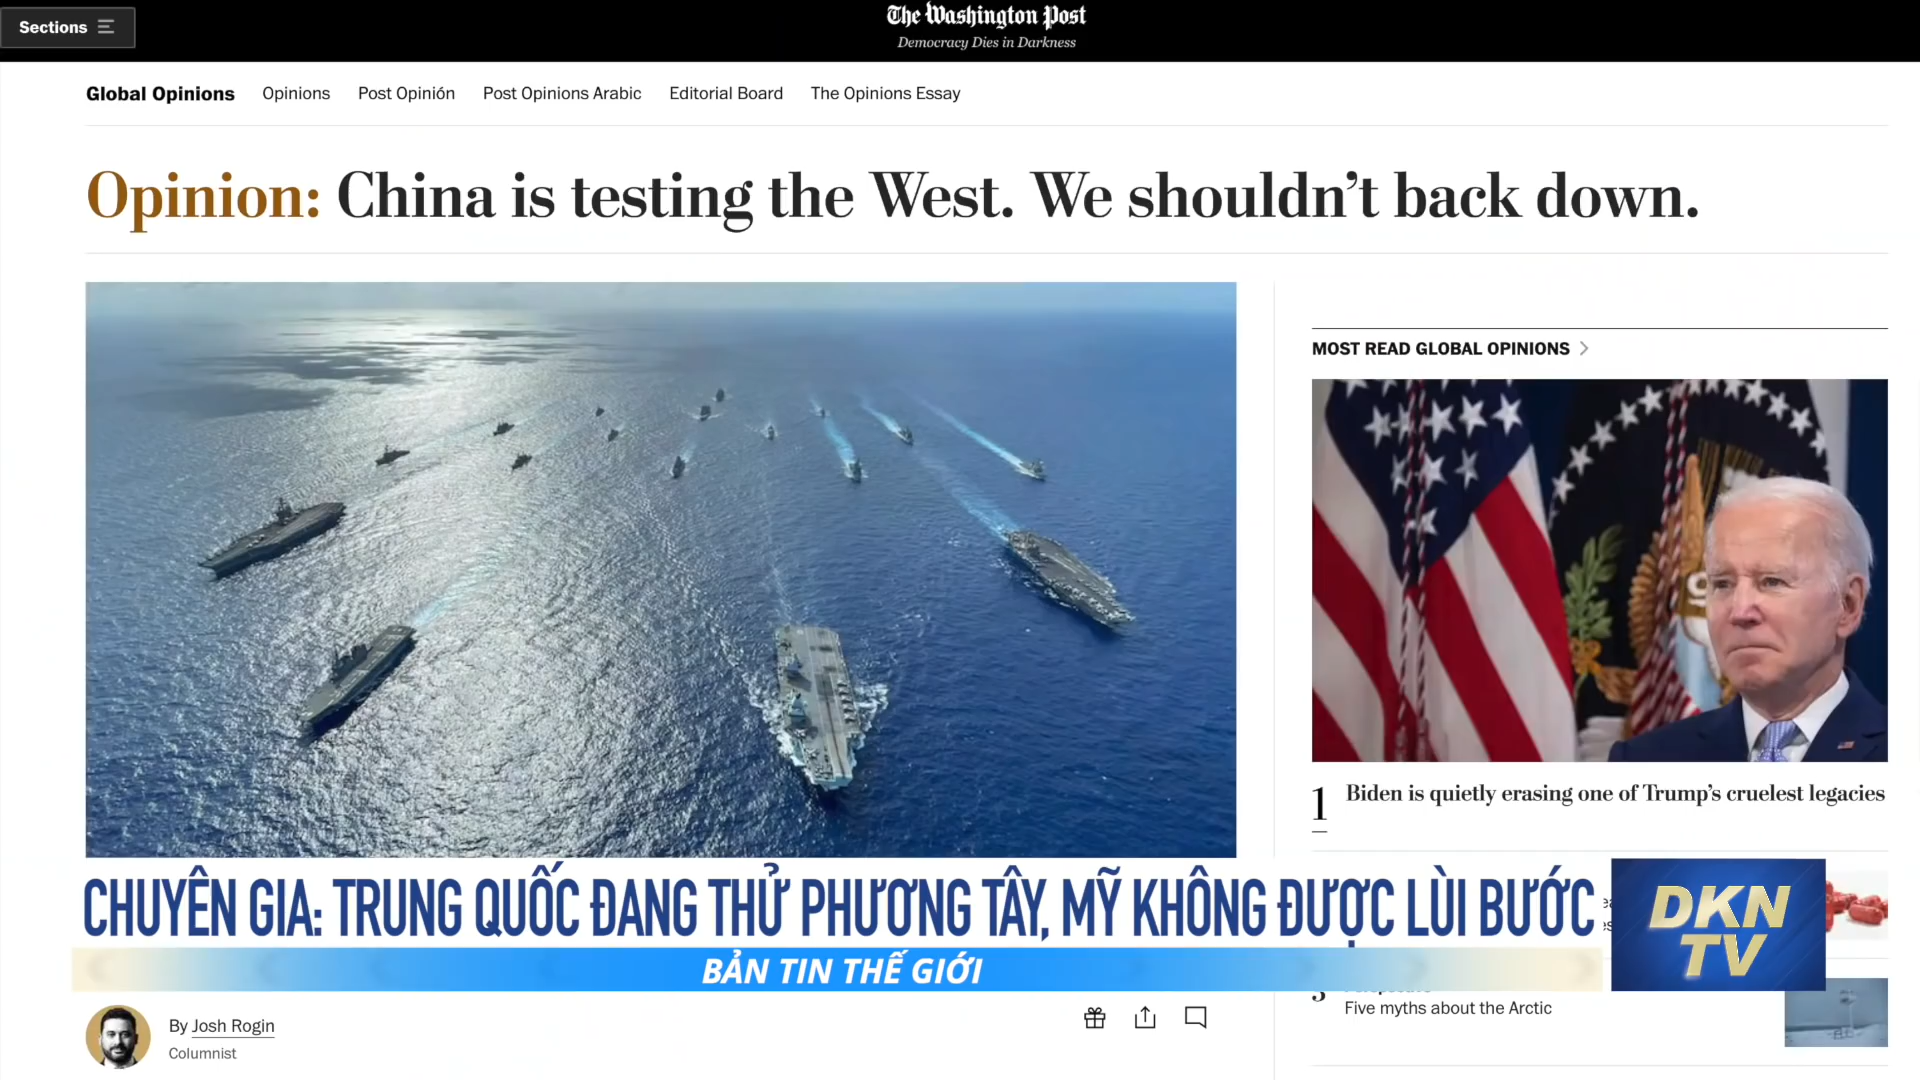 Sections
The Washington Post
Democracy Dies in Darkness
Global Opinions Opinions Post Opinión Post Opinions Arabic Editorial Board The Opinions Essay
Opinion: China is testing the West. We shouldn’t back down.
MOST READ GLOBAL OPINIONS
1 Biden is quietly erasing one of Trump’s cruelest legacies
CHUYÊN GIA: TRUNG QUỐC ĐANG THỬ PHƯƠNG TÂY, MỸ KHÔNG ĐƯỢC LÙI BƯỚC
DKN
TV
BẢN TIN THẾ GIỚI
Five myths about the Arctic
By Josh Rogin
Columnist